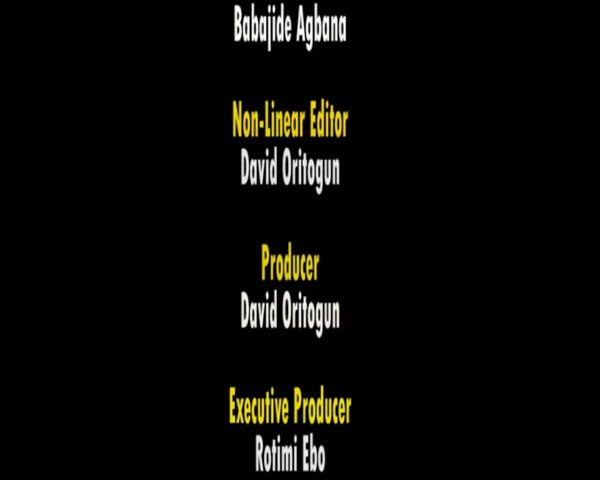 Babajide Agbana
Non-Linear Editor
David Oritogun
Producer
David Oritogun
Executive Producer
Rotimi Ebo